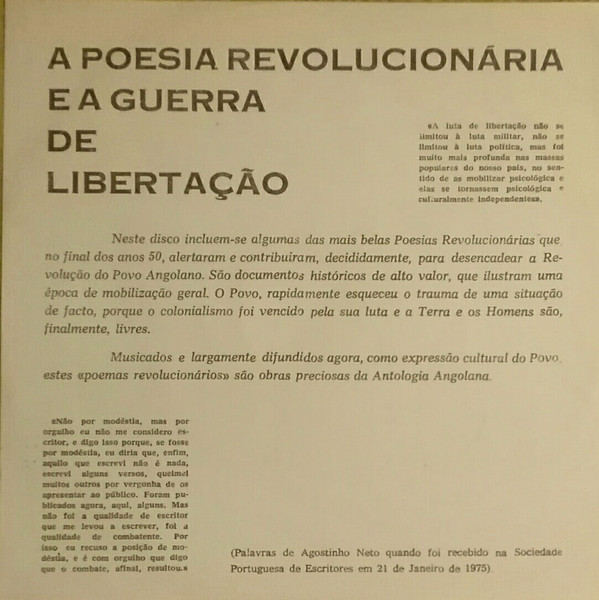 A POESIA REVOLUCIONÁRIA
E A GUERRA
DE
LIBERTAÇÃO
«A luta de libertação não se
limitou à luta militar, não se
limitou à luta política, mas foi
muito mais profunda nas massas
populares do nosso país, no sen-
tido de as mobilizar psicológica e
elas se tornassem psicológica e
culturalmente independentes».
Neste disco incluem-se algumas das mais belas Poesias Revolucionárias que
no final dos anos 50, alertaram e contribuiram, decididamente, para desencadear a Re-
volução do Povo Angolano. São documentos históricos de alto valor, que ilustram uma
época de mobilização geral. O Povo, rapidamente esqueceu o trauma de uma situação
de facto, porque o colonialismo foi vencido pela sua luta e a Terra e os Homens são,
finalmente, livres.
Musicados e largamente difundidos agora, como expressão cultural do Povo,
estes «poemas revolucionários» são obras preciosas da Antologia Angolana.
«Não por modéstia, mas por
orgulho eu não me considero es-
critor, e digo isso porque, se fosse
por modéstia, eu diria que, enfim,
aquilo que escrevi não é nada,
escrevi alguns versos, queimei
muitos outros por vergonha de os
apresentar ao público. Foram pu-
blicados agora, aqui, alguns. Mas
não foi a qualidade de escritor
que me levou a escrever, foi a
qualidade de combatente. Por
isso eu recuso a posição de mo-
déstia, e é com orgulho que digo
que o combate, afinal, resultou.»
(Palavras de Agostinho Neto quando foi recebido na Sociedade
Portuguesa de Escritores em 21 de Janeiro de 1975).